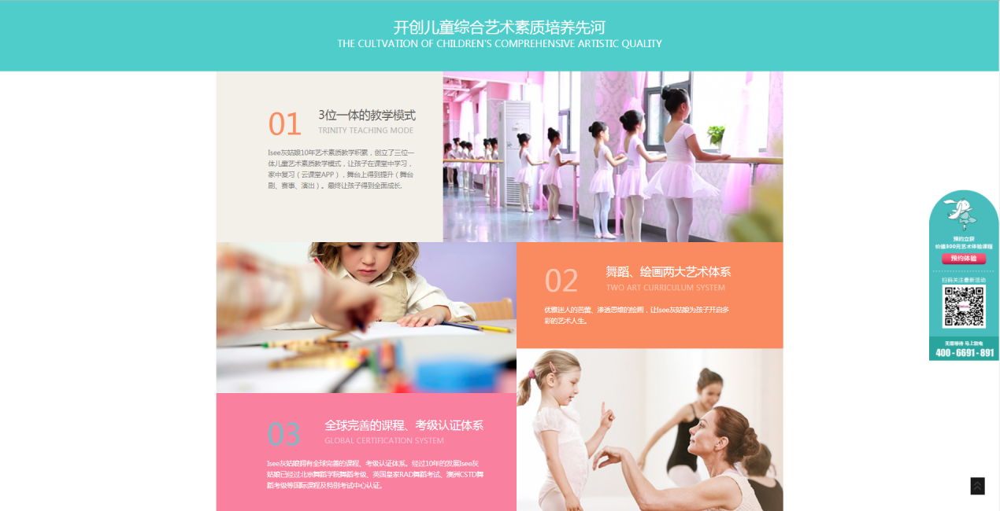 开创儿童综合艺术素质培养先河
THE CULTVATION OF CHILDREN'S COMPREHENSIVE ARTISTIC QUALITY
01
3位一体的教学模式
TRINITY TEACHING MODE
Isee灰姑娘10年艺术素质教学积累，创立了三位一
体儿童艺术素质教学模式，让孩子在课堂中学习，
家中复习（云课堂APP），舞台上得到提升（舞台
剧、赛事、演出）。最终让孩子得到全面成长.
02
舞蹈、绘画两大艺术体系
TWO ART CURRICULUM SYSTEM
优雅迷人的芭蕾、渗透思维的绘画，让Isee灰姑娘为孩子开启多
彩的艺术人生。
03
全球完善的课程、考级认证体系
GLOBAL CERTIFICATION SYSTEM
Isee灰姑娘拥有全球完善的课程、考级认证体系。经过10年的发展Isee灰
姑娘已经过北京舞蹈学院舞蹈考级、英国皇家RAD舞蹈考试、澳洲CSTD舞
蹈考级等国际课程及特别考试中心认证。
预约立获
价值300元艺术体验课程
预约体验
扫码关注最新活动
无需等待 马上致电
400-6691-891